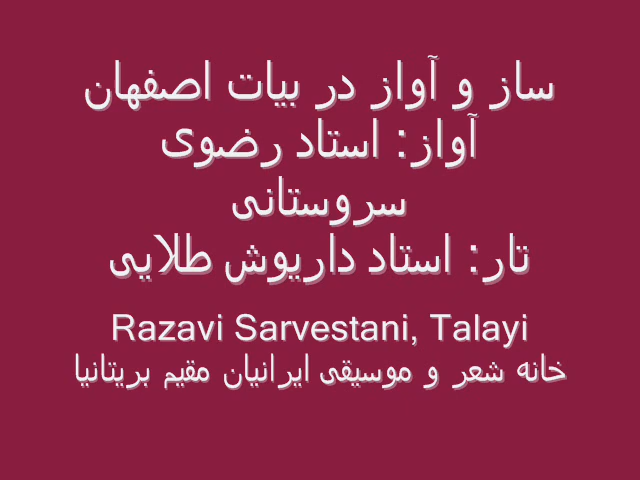 ساز و آواز در بیات اصفهان
آواز: استاد رضوی
سروستانی
تار: استاد داریوش طلایی
Razavi Sarvestani, Talayi
خانه شعر و موسیقی ایرانیان مقیم بریتانیا